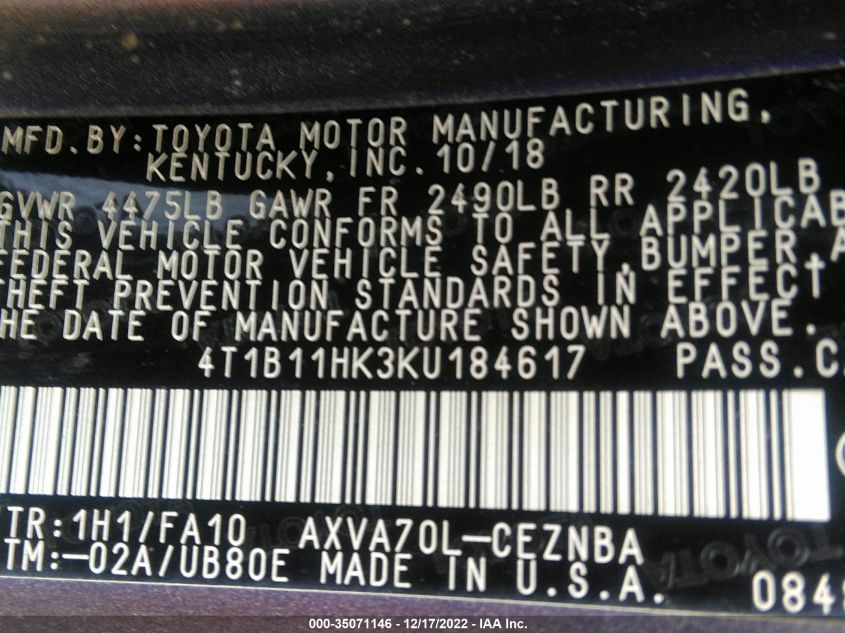 MFD.BY: TOYOTA MOTOR MANUFACTURING,
KENTUCKY, INC. 10/18
GVWR 4475LB GAWR FR 2490LB RR 2420LB
THIS VEHICLE CONFORMS TO ALL APPLICAB
FEDERAL MOTOR VEHICLE SAFETY, BUMPER, A
THEFT PREVENTION STANDARDS IN EFFECT
HE DATE OF MANUFACTURE SHOWN ABOVE.
4T1B11HK3KU184617 PASS.C
TR:1H1/FA10 AXVA70L-CEZNBA
TM:-02A/UB80E MADE IN U.S.A. 084
TOYOTA
000-35071146 - 12/17/2022 - IAA Inc.